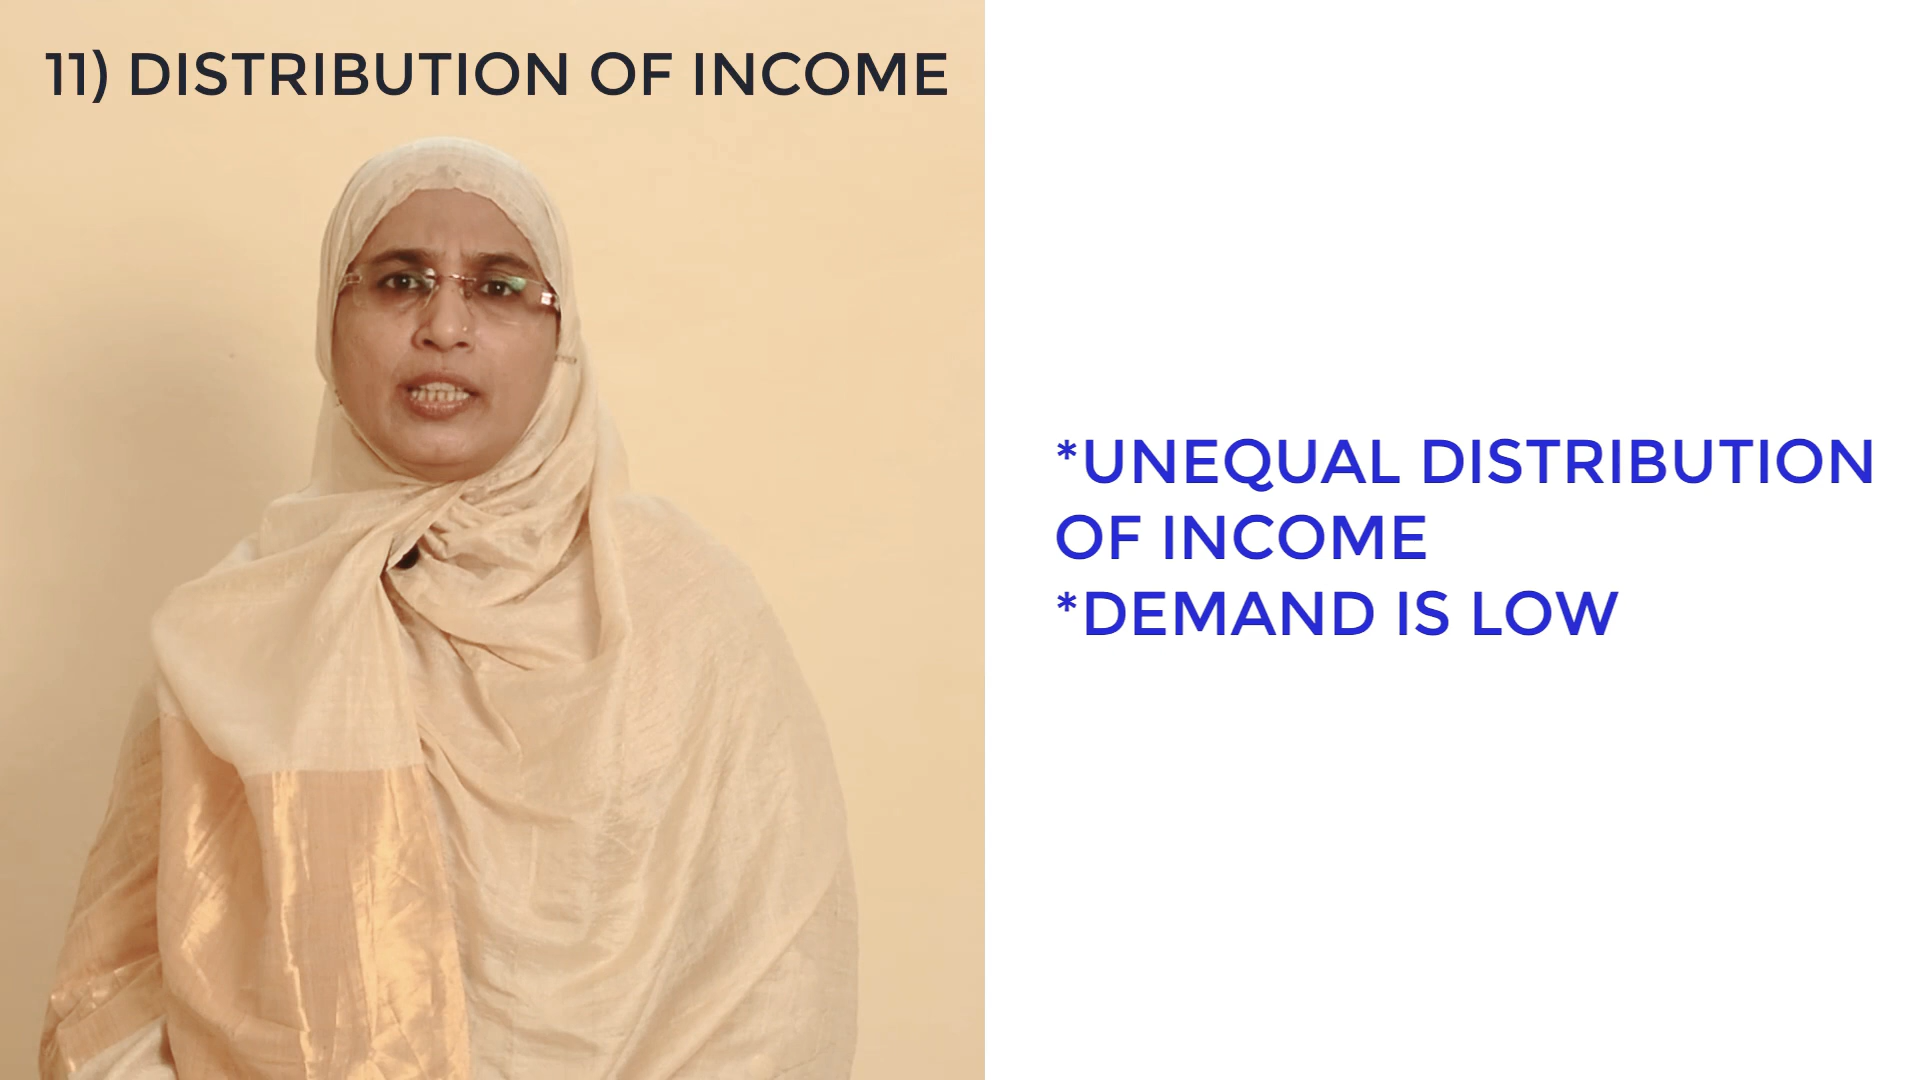 11) DISTRIBUTION OF INCOME
*UNEQUAL DISTRIBUTION
OF INCOME
*DEMAND IS LOW